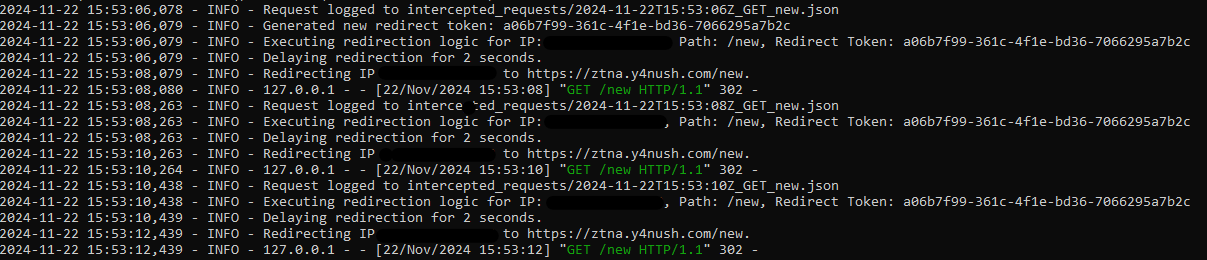 2024-11-22 15:53:06,078 - INFO - Request logged to intercepted_requests/2024-11-22T15:53:06Z_GET_new.json
2024-11-22 15:53:06,079 - INFO - Generated new redirect token: a06b7f99-361c-4f1e-bd36-7066295a7b2c
2024-11-22 15:53:06,079 - INFO - Executing redirection logic for IP: Path: /new, Redirect Token: a06b7f99-361c-4f1e-bd36-7066295a7b2c
2024-11-22 15:53:06,079 - INFO - Delaying redirection for 2 seconds.
2024-11-22 15:53:08,079 - INFO - Redirecting IP to https://ztna.y4nush.com/new.
2024-11-22 15:53:08,080 - INFO - 127.0.0.1 - - [22/Nov/2024 15:53:08] "GET /new HTTP/1.1" 302 -
2024-11-22 15:53:08,263 - INFO - Request logged to interce ted_requests/2024-11-22T15:53:08Z_GET_new.json
2024-11-22 15:53:08,263 - INFO - Executing redirection logic for IP: , Path: /new, Redirect Token: a06b7f99-361c-4f1e-bd36-7066295a7b2c
2024-11-22 15:53:08,263 - INFO - Delaying redirection for 2 seconds.
2024-11-22 15:53:10,263 - INFO - Redirecting IP to https://ztna.y4nush.com/new.
2024-11-22 15:53:10,264 - INFO - 127.0.0.1 - - [22/Nov/2024 15:53:10] "GET /new HTTP/1.1" 302 -
2024-11-22 15:53:10,438 - INFO - Request logged to intercepted_requests/2024-11-22T15:53:10Z_GET_new.json
2024-11-22 15:53:10,438 - INFO - Executing redirection logic for IP: , Path: /new, Redirect Token: a06b7f99-361c-4f1e-bd36-7066295a7b2c
2024-11-22 15:53:10,439 - INFO - Delaying redirection for 2 seconds.
2024-11-22 15:53:12,439 - INFO - Redirecting IP to https://ztna.y4nush.com/new.
2024-11-22 15:53:12,439 - INFO - 127.0.0.1 - - [22/Nov/2024 15:53:12] "GET /new HTTP/1.1" 302 -